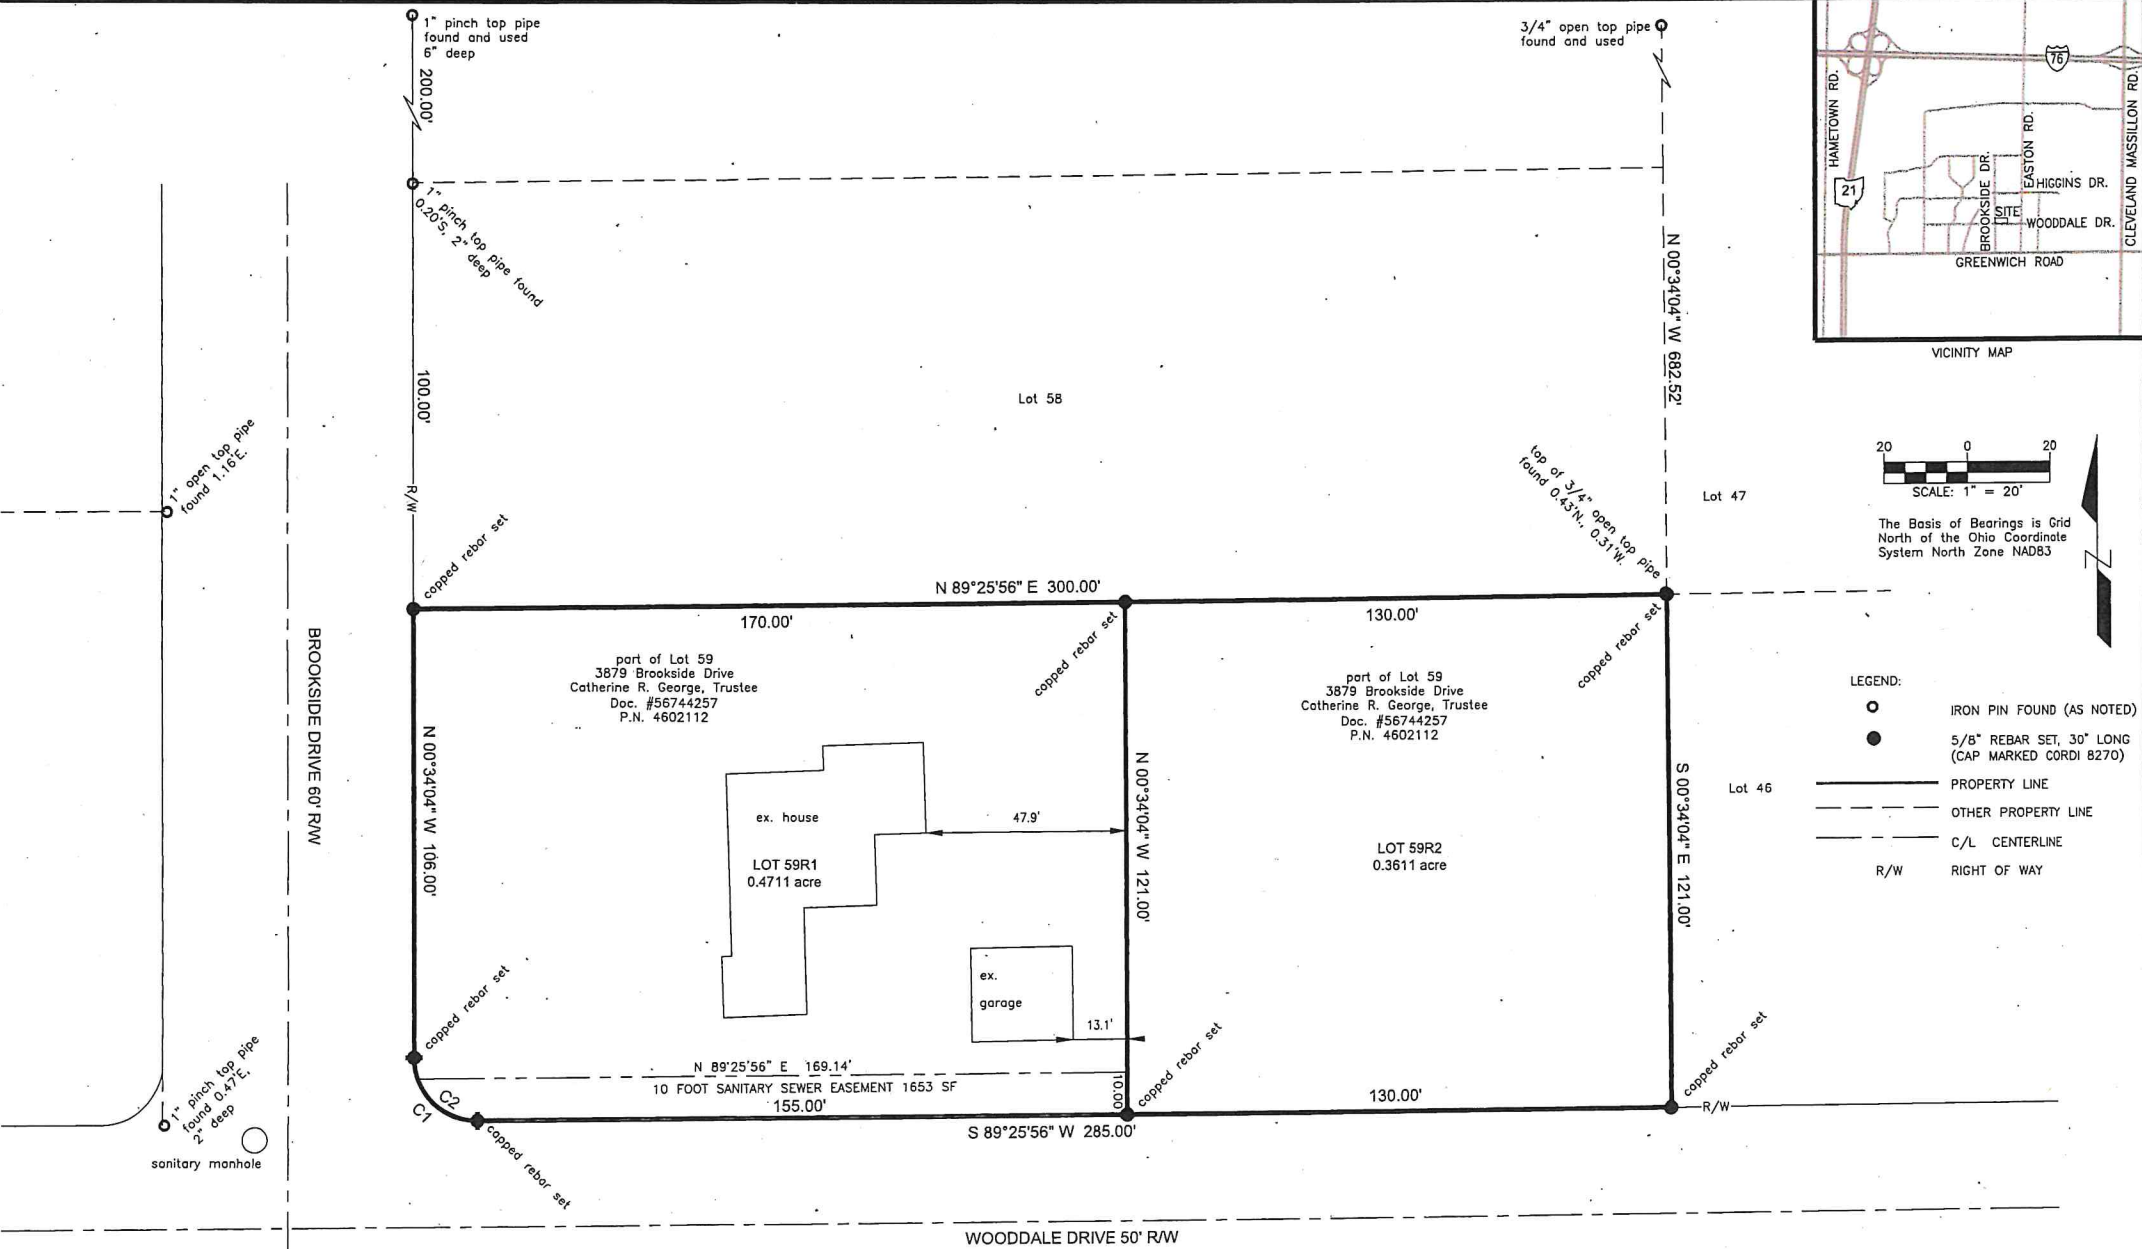 1" pinch top pipe
found and used
6" deep
200.00'
3/4" open top pipe
found and used
76
HAMETOWN RD.
21
BROOKSIDE DR.
EASTON RD.
HIGGINS DR.
SITE
WOODDALE DR.
CLEVELAND MASSILLON RD.
GREENWICH ROAD
VICINITY MAP
1" pinch top pipe found
0.20'S, 2" deep
N 00°34'04" W 682.52'
100.00'
Lot 58
1" open top pipe
found 1.16'E.
R/W
capped rebar set
top of 3/4" open top pipe
found 0.43'N., 0.31'W.
Lot 47
20 0 20
SCALE: 1" = 20'
The Basis of Bearings is Grid
North of the Ohio Coordinate
System North Zone NAD83
N
N 89°25'56" E 300.00'
170.00'
130.00'
capped rebar set
capped rebar set
BROOKSIDE DRIVE 60' R/W
part of Lot 59
3879 Brookside Drive
Catherine R. George, Trustee
Doc. #56744257
P.N. 4602112
part of Lot 59
3879 Brookside Drive
Catherine R. George, Trustee
Doc. #56744257
P.N. 4602112
LEGEND:
IRON PIN FOUND (AS NOTED)
5/8" REBAR SET, 30" LONG
(CAP MARKED CORDI 8270)
PROPERTY LINE
OTHER PROPERTY LINE
C/L CENTERLINE
R/W RIGHT OF WAY
N 00°34'04" W 106.00'
ex. house
47.9'
LOT 59R1
0.4711 acre
N 00°34'04" W 121.00'
LOT 59R2
0.3611 acre
S 00°34'04" E 121.00'
Lot 46
ex.
garage
13.1'
capped rebar set
capped rebar set
capped rebar set
N 89°25'56" E 169.14'
10 FOOT SANITARY SEWER EASEMENT 1653 SF
10.00'
C2
C1
155.00'
130.00'
R/W
S 89°25'56" W 285.00'
1" pinch top pipe
found 0.47'E,
2" deep
sanitary manhole
capped rebar set
WOODDALE DRIVE 50' R/W